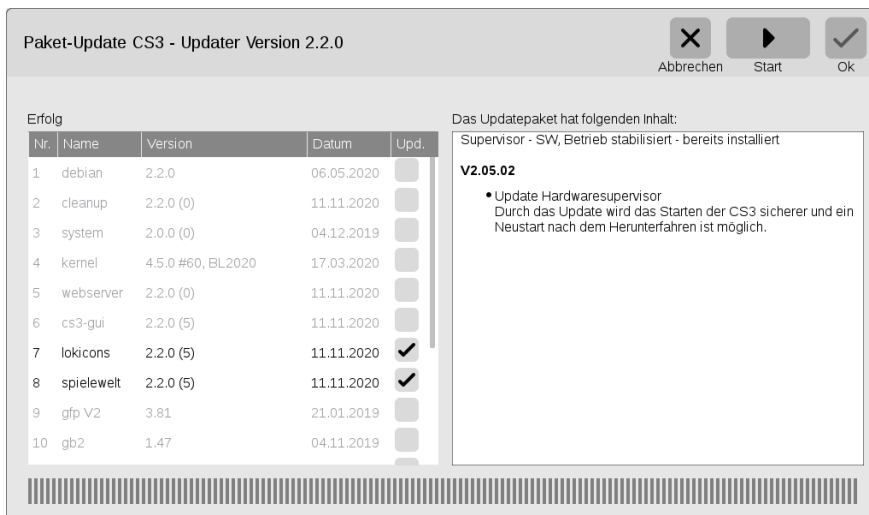 Paket-Update CS3 - Updater Version 2.2.0
Abbrechen
Start
Ok
Erfolg
Nr. Name Version Datum Upd.
1 debian 2.2.0 06.05.2020
2 cleanup 2.2.0 (0) 11.11.2020
3 system 2.0.0 (0) 04.12.2019
4 kernel 4.5.0 #60, BL2020 17.03.2020
5 webserver 2.2.0 (0) 11.11.2020
6 cs3-gui 2.2.0 (5) 11.11.2020
7 lokicons 2.2.0 (5) 11.11.2020
8 spielewelt 2.2.0 (5) 11.11.2020
9 gfp V2 3.81 21.01.2019
10 gb2 1.47 04.11.2019
Das Updatepaket hat folgenden Inhalt:
Supervisor - SW, Betrieb stabilisiert - bereits installiert
V2.05.02
• Update Hardwaresupervisor
Durch das Update wird das Starten der CS3 sicherer und ein
Neustart nach dem Herunterfahren ist möglich.